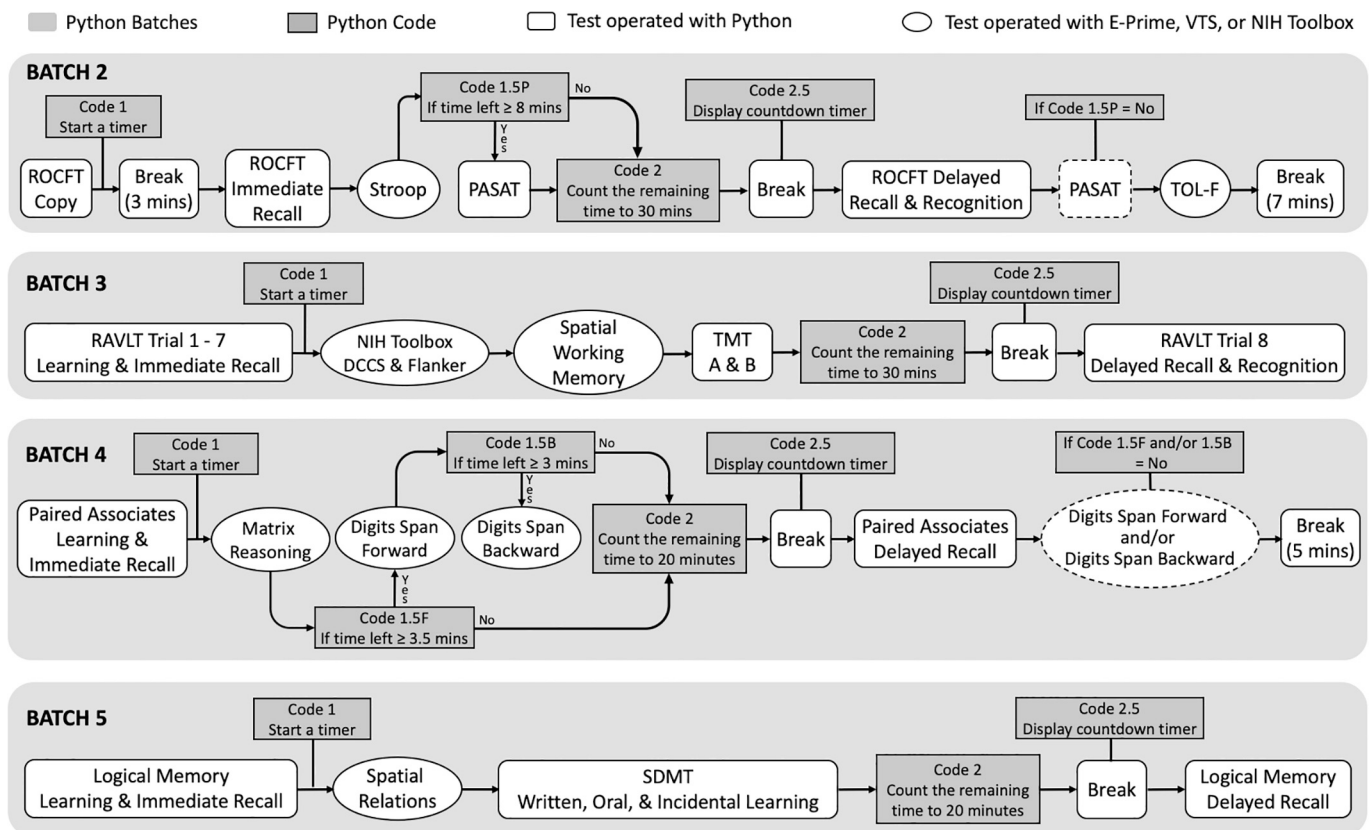 Python Batches
Python Code
Test operated with Python
Test operated with E-Prime, VTS, or NIH Toolbox
BATCH 2
Code 1
Start a timer
ROCFT
Copy
Break
(3 mins)
ROCFT
Immediate
Recall
Stroop
Code 1.5P
If time left ≥ 8 mins
No
Yes
PASAT
Code 2
Count the remaining
time to 30 mins
Code 2.5
Display countdown timer
Break
ROCFT Delayed
Recall & Recognition
If Code 1.5P = No
PASAT
TOL-F
Break
(7 mins)
BATCH 3
Code 1
Start a timer
RAVLT Trial 1 - 7
Learning & Immediate Recall
NIH Toolbox
DCCS & Flanker
Spatial
Working
Memory
TMT
A & B
Code 2
Count the remaining
time to 30 mins
Code 2.5
Display countdown timer
Break
RAVLT Trial 8
Delayed Recall & Recognition
BATCH 4
Code 1
Start a timer
Paired Associates
Learning &
Immediate Recall
Matrix
Reasoning
Code 1.5F
If time left ≥ 3.5 mins
No
Yes
Digits Span
Forward
Code 1.5B
If time left ≥ 3 mins
No
Yes
Digits Span
Backward
Code 2
Count the remaining
time to 20 minutes
Code 2.5
Display countdown timer
Break
Paired Associates
Delayed Recall
If Code 1.5F and/or 1.5B
= No
Digits Span Forward
and/or
Digits Span Backward
Break
(5 mins)
BATCH 5
Code 1
Start a timer
Logical Memory
Learning & Immediate Recall
Spatial
Relations
SDMT
Written, Oral, & Incidental Learning
Code 2
Count the remaining
time to 20 minutes
Code 2.5
Display countdown timer
Break
Logical Memory
Delayed Recall